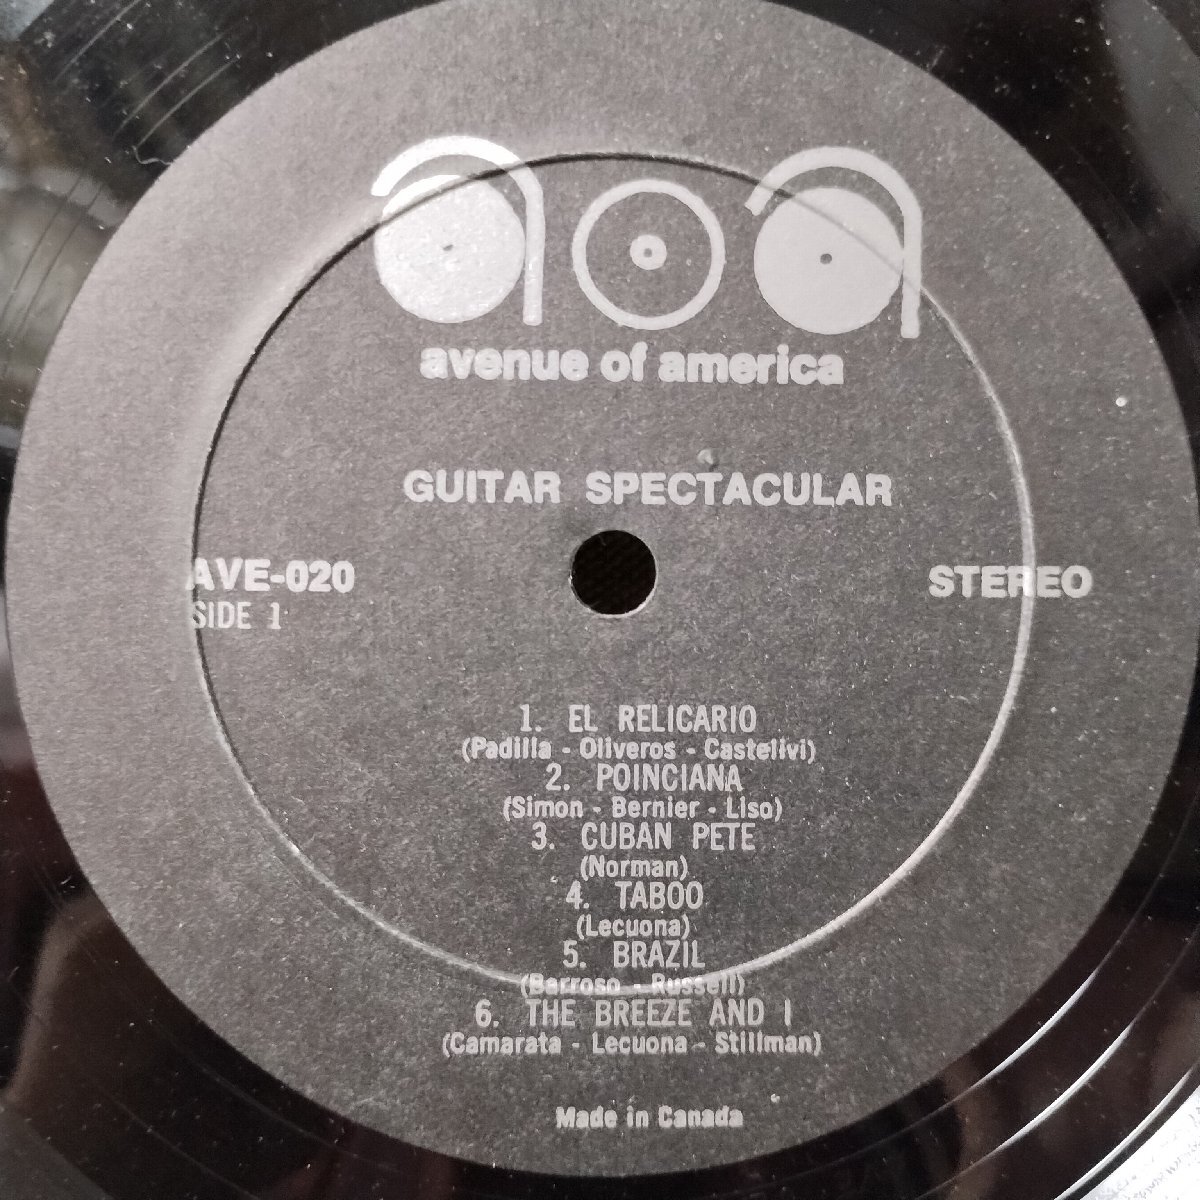 aoa
avenue of america
GUITAR SPECTACULAR
AVE-020
SIDE 1
STEREO
1. EL RELICARIO
(Padilla - Oliveros - Castellvi)
2. POINCIANA
(Simon - Bernier - Liso)
3. CUBAN PETE
(Norman)
4. TABOO
(Lecuona)
5. BRAZIL
(Barroso - Russell)
6. THE BREEZE AND I
(Camarata - Lecuona - Stillman)
Made in Canada